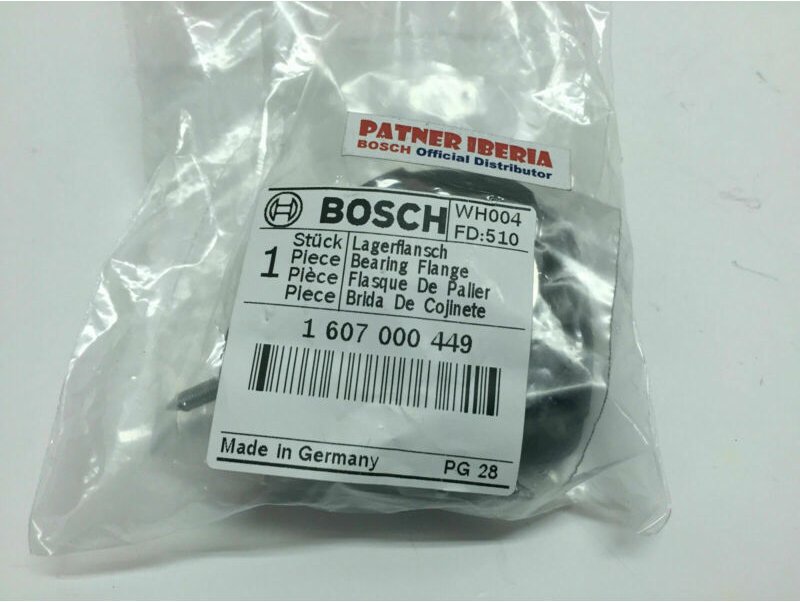 PATNER IBERIA
BOSCH Official Distributor
BOSCH
WH004
FD:510
1
Stück
Piece
Pièce
Piece
Lagerflansch
Bearing Flange
Flasque De Palier
Brida De Cojinete
1 607 000 449
Made in Germany
PG 28